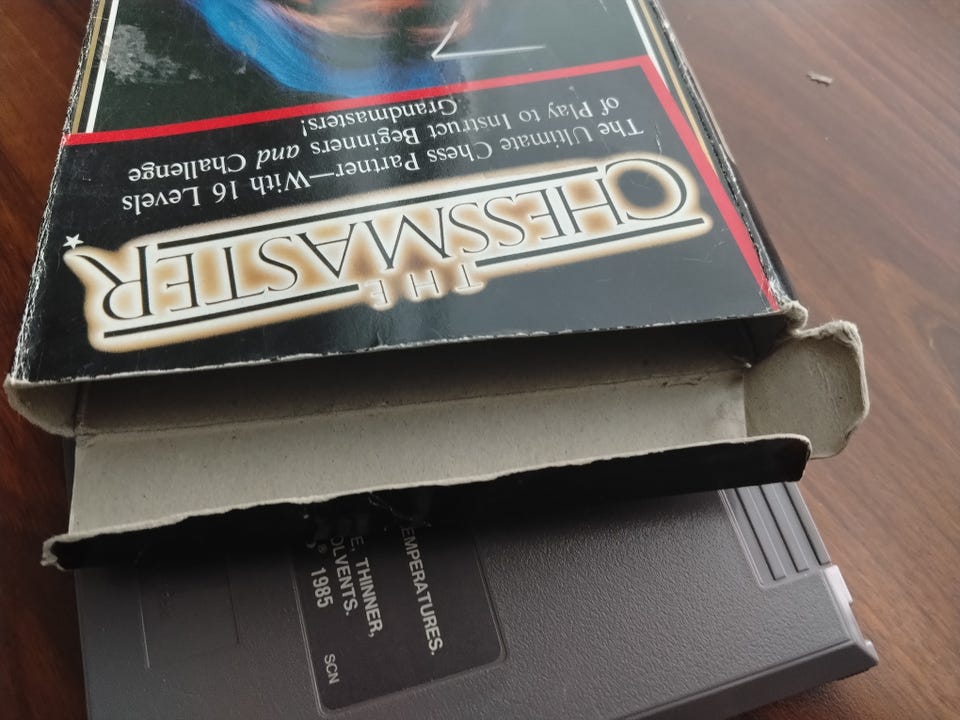 THE
CHESSMASTER
The Ultimate Chess Partner—With 16 Levels
of Play to Instruct Beginners and Challenge
Grandmasters!
EMPERATURES.
E, THINNER,
OLVENTS.
® 1985
SCN